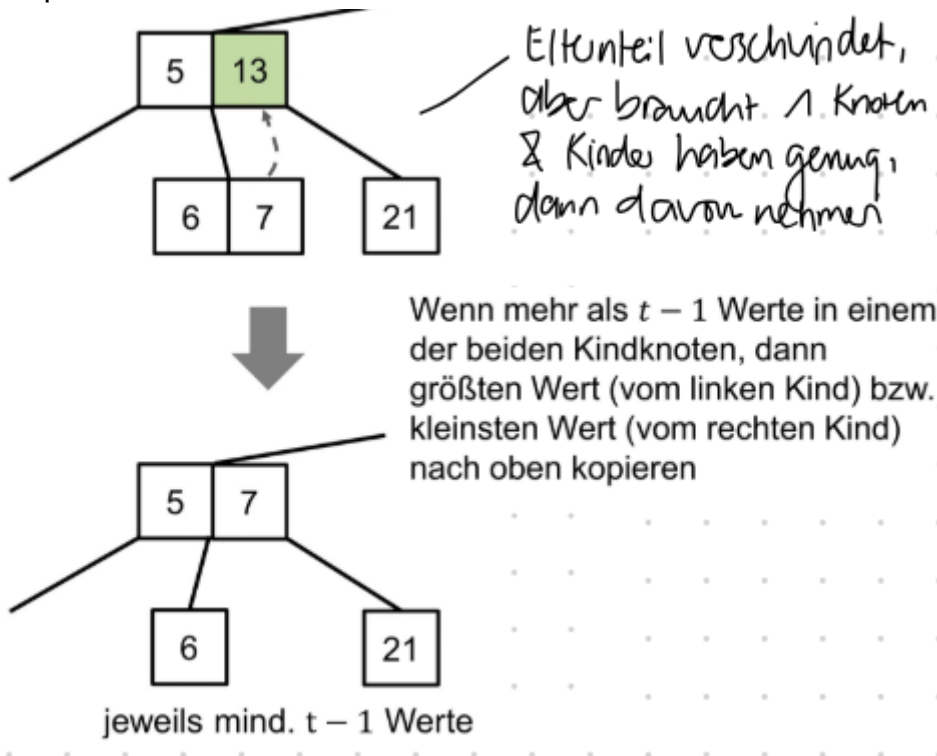 5 13
Elternteil verschwindet,
aber braucht 1 Knoten
& Kinder haben genug,
dann davon nehmen
6 7 21
Wenn mehr als t − 1 Werte in einem
der beiden Kindknoten, dann
größten Wert (vom linken Kind) bzw.
kleinsten Wert (vom rechten Kind)
nach oben kopieren
5 7
6 21
jeweils mind. t − 1 Werte